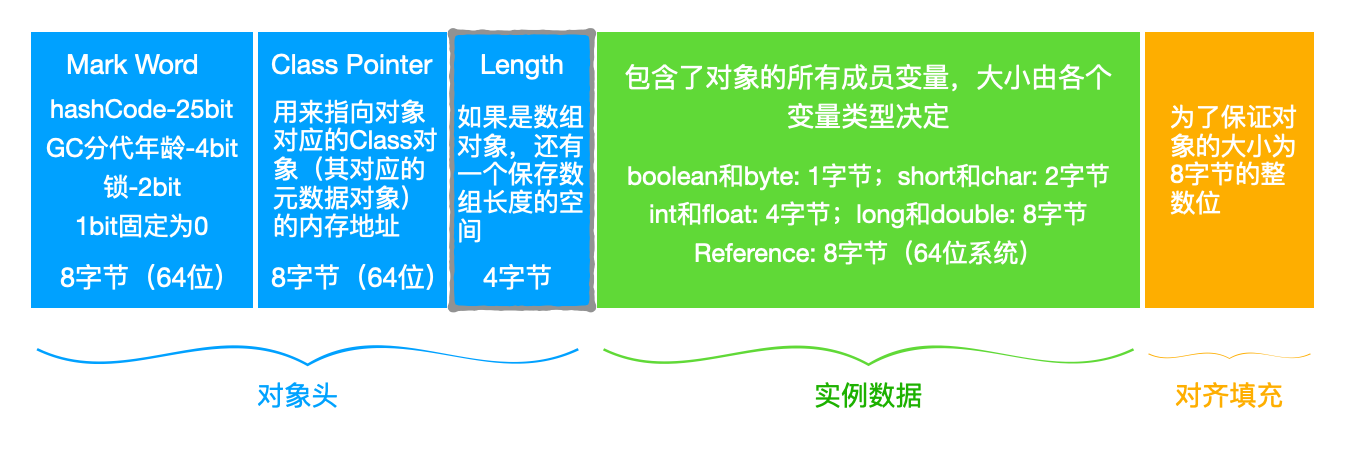 Mark Word
hashCode-25bit
GC分代年龄-4bit
锁-2bit
1bit固定为0
8字节（64位）
Class Pointer
用来指向对象
对应的Class对
象（其对应的
元数据对象）
的内存地址
8字节（64位）
Length
如果是数组
对象，还有
一个保存数
组长度的空
间
4字节
包含了对象的所有成员变量，大小由各个
变量类型决定
boolean和byte: 1字节；short和char: 2字节
int和float: 4字节；long和double: 8字节
Reference: 8字节（64位系统）
为了保证对
象的大小为
8字节的整
数位
对象头
实例数据
对齐填充